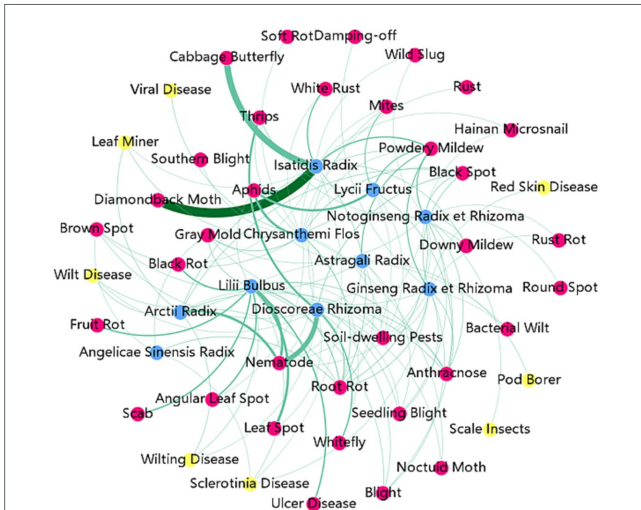 Soft Rot
Damping-off
Cabbage Butterfly
Wild Slug
Viral Disease
White Rust
Rust
Mites
Thrips
Hainan Microsnail
Leaf Miner
Powdery Mildew
Southern Blight
Isatidis Radix
Black Spot
Diamondback Moth
Aphids
Lycii Fructus
Red Skin Disease
Notoginseng Radix et Rhizoma
Brown Spot
Gray Mold
Chrysanthemi Flos
Downy Mildew
Rust Rot
Black Rot
Astragali Radix
Wilt Disease
Lilii Bulbus
Ginseng Radix et Rhizoma
Round Spot
Arctii Radix
Dioscoreae Rhizoma
Fruit Rot
Bacterial Wilt
Soil-dwelling Pests
Angelicae Sinensis Radix
Nematode
Anthracnose
Pod Borer
Root Rot
Angular Leaf Spot
Scab
Seedling Blight
Leaf Spot
Scale Insects
Whitefly
Wilting Disease
Noctuid Moth
Sclerotinia Disease
Blight
Ulcer Disease